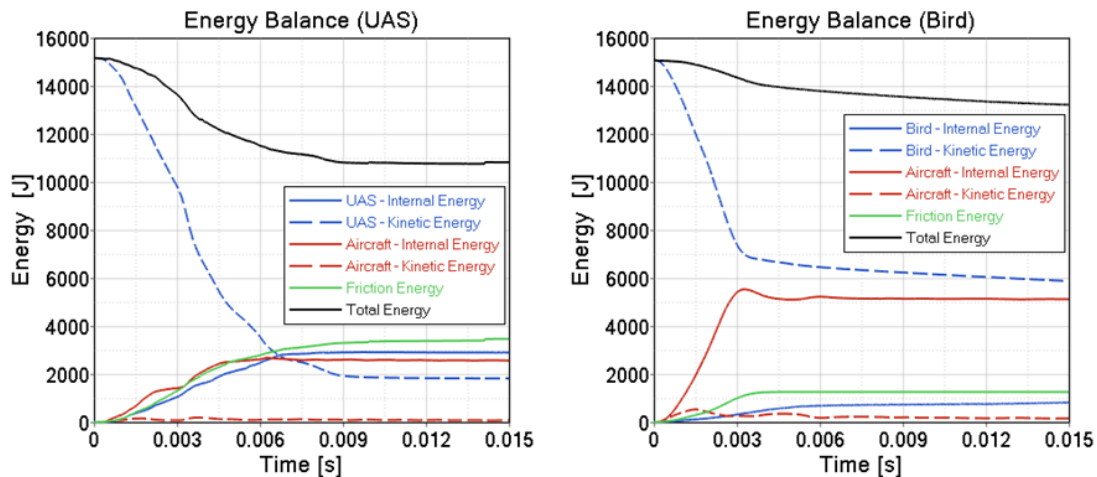 Energy Balance (UAS)
16000
14000
12000
10000
8000
6000
4000
2000
0
Energy [J]
UAS - Internal Energy
UAS - Kinetic Energy
Aircraft - Internal Energy
Aircraft - Kinetic Energy
Friction Energy
Total Energy
0 0.003 0.006 0.009 0.012 0.015
Time [s]
Energy Balance (Bird)
16000
14000
12000
10000
8000
6000
4000
2000
0
Energy [J]
Bird - Internal Energy
Bird - Kinetic Energy
Aircraft - Internal Energy
Aircraft - Kinetic Energy
Friction Energy
Total Energy
0 0.003 0.006 0.009 0.012 0.015
Time [s]